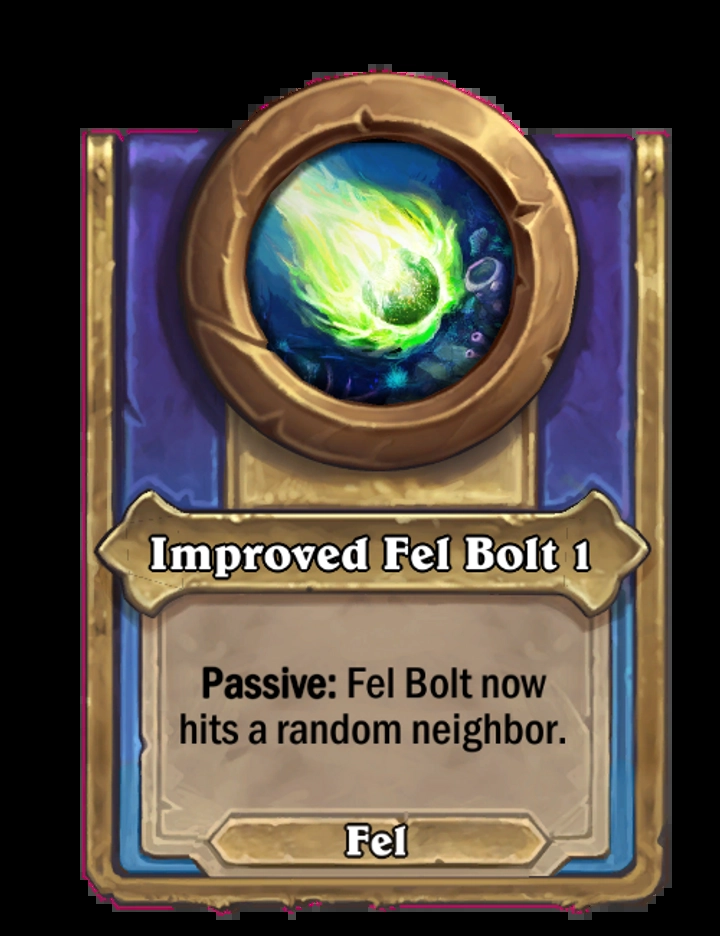 Improved Fel Bolt 1
Passive: Fel Bolt now
hits a random neighbor.
Fel